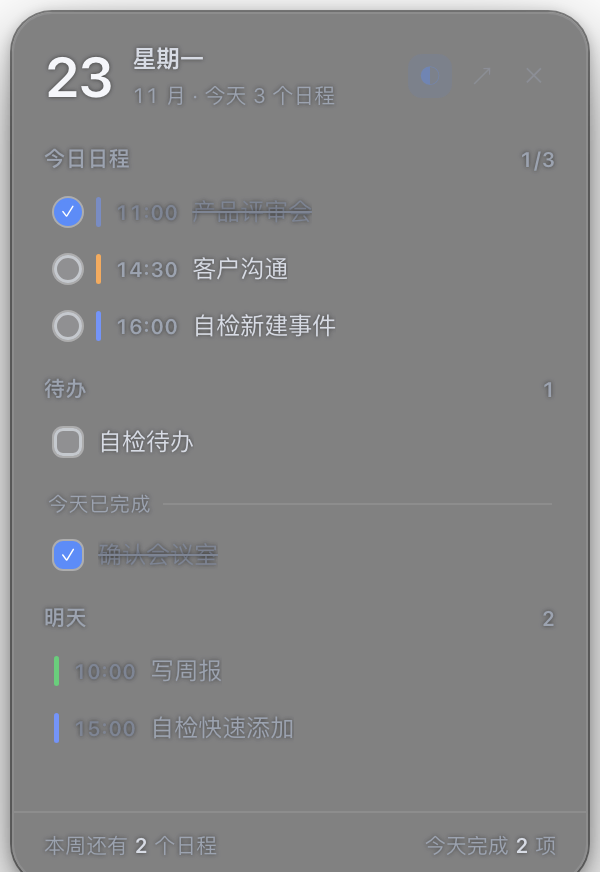 23
星期一
11 月 · 今天 3 个日程
今日日程 1/3
11:00 产品评审会
14:30 客户沟通
16:00 自检新建事件
待办 1
自检待办
今天已完成
确认会议室
明天 2
10:00 写周报
15:00 自检快速添加
本周还有 2 个日程 今天完成 2 项